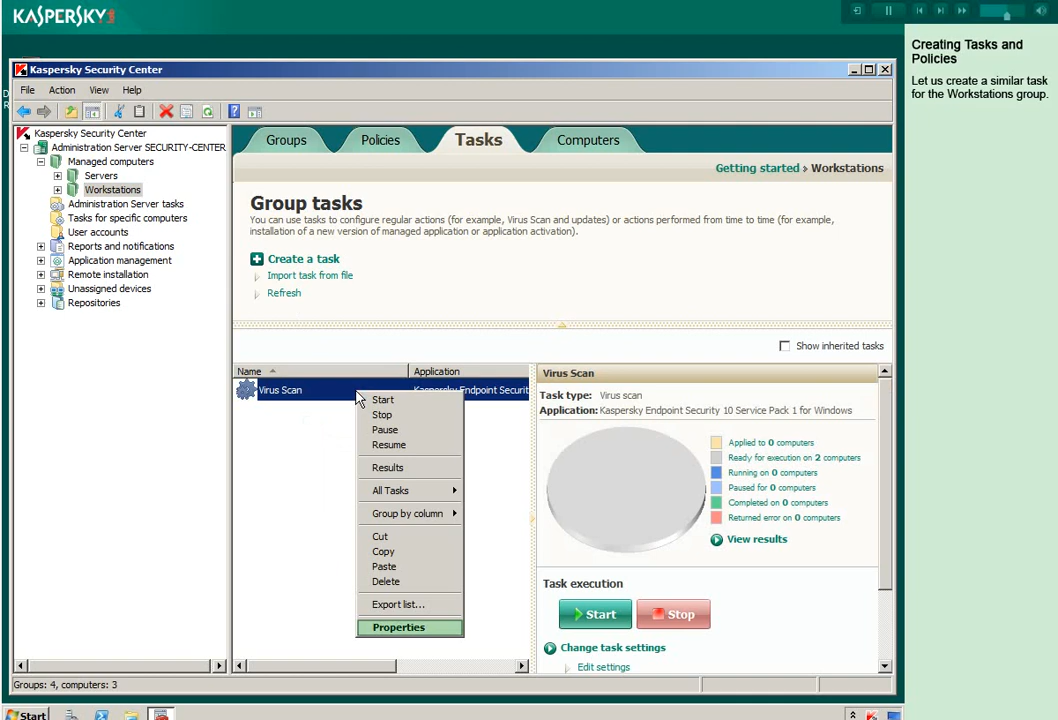 KASPERSKY
Creating Tasks and
Policies
Let us create a similar task
for the Workstations group.
Kaspersky Security Center
File Action View Help
Kaspersky Security Center
Administration Server SECURITY-CENTER
Managed computers
Servers
Workstations
Administration Server tasks
Tasks for specific computers
User accounts
Reports and notifications
Application management
Remote installation
Unassigned devices
Repositories
Groups Policies Tasks Computers
Getting started > Workstations
Group tasks
You can use tasks to configure regular actions (for example, Virus Scan and updates) or actions performed from time to time (for example,
installation of a new version of managed application or application activation).
Create a task
Import task from file
Refresh
Show inherited tasks
Name Application
Virus Scan Kaspersky Endpoint Securit
Start
Stop
Pause
Resume
Results
All Tasks
Group by column
Cut
Copy
Paste
Delete
Export list...
Properties
Virus Scan
Task type: Virus scan
Application: Kaspersky Endpoint Security 10 Service Pack 1 for Windows
Applied to 0 computers
Ready for execution on 2 computers
Running on 0 computers
Paused for 0 computers
Completed on 0 computers
Returned error on 0 computers
View results
Task execution
Start Stop
Change task settings
Edit settings
Groups: 4, computers: 3
Start